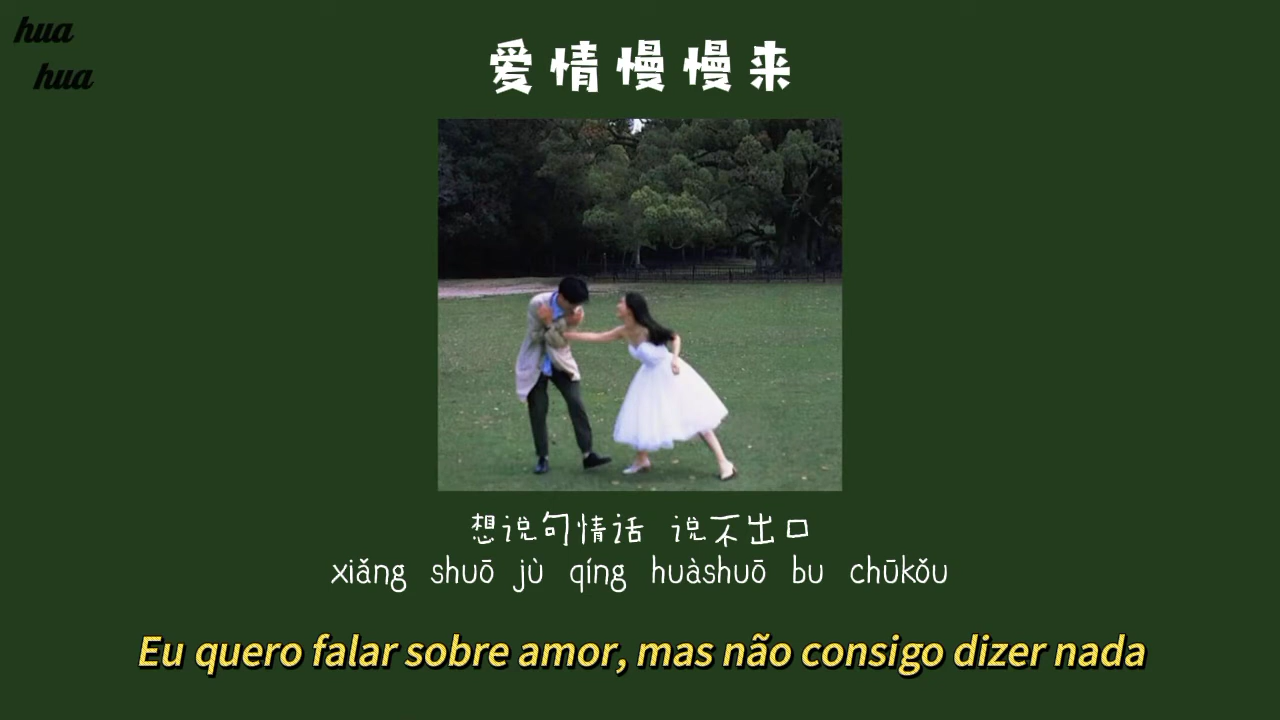 hua
hua
爱情慢慢来
想说句情话 说不出口
xiǎng shuō jù qíng huàshuō bu chūkǒu
Eu quero falar sobre amor, mas não consigo dizer nada